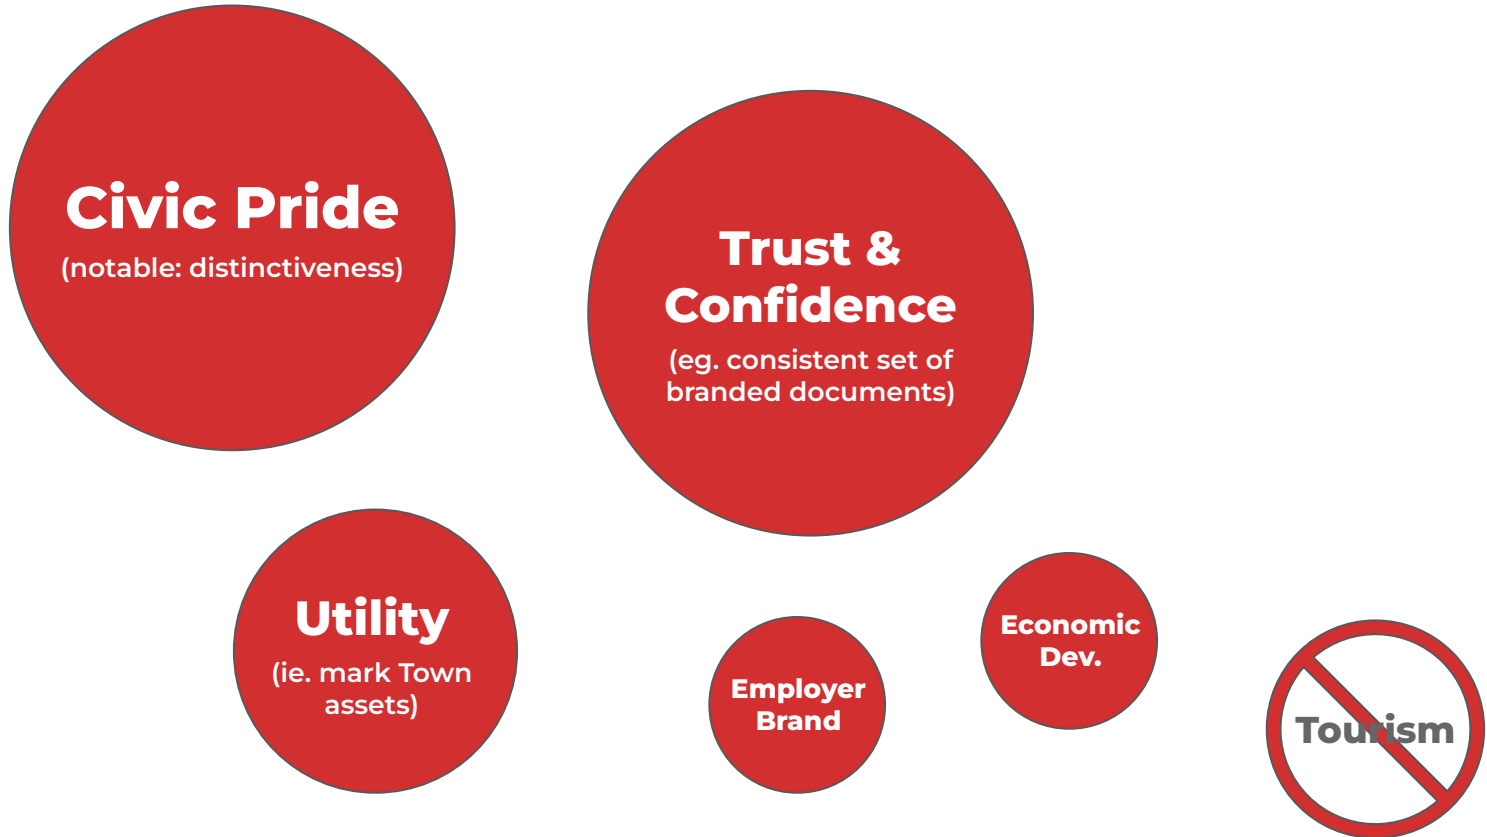 Civic Pride
(notable: distinctiveness)
Trust &
Confidence
(eg. consistent set of
branded documents)
Utility
(ie. mark Town
assets)
Employer
Brand
Economic
Dev.
Tourism